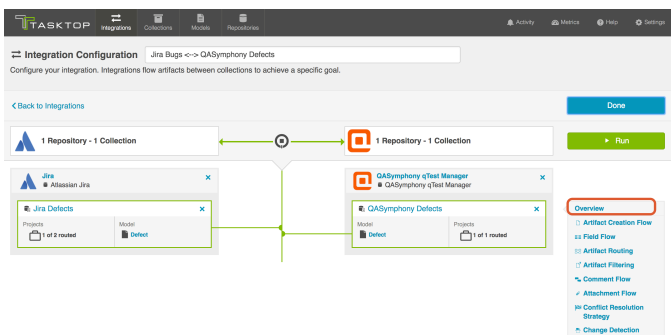 TASKTOP
Integrations
Collections
Models
Repositories
Activity
Metrics
Help
Settings
Integration Configuration
Jira Bugs <--> QASymphony Defects
Configure your integration. Integrations flow artifacts between collections to achieve a specific goal.
Back to Integrations
Done
1 Repository - 1 Collection
1 Repository - 1 Collection
Run
Jira
Atlassian Jira
QASymphony qTest Manager
QASymphony qTest Manager
Jira Defects
Projects
1 of 2 routed
Model
Defect
QASymphony Defects
Model
Defect
Projects
1 of 1 routed
Overview
Artifact Creation Flow
Field Flow
Artifact Routing
Artifact Filtering
Comment Flow
Attachment Flow
Conflict Resolution
Strategy
Change Detection